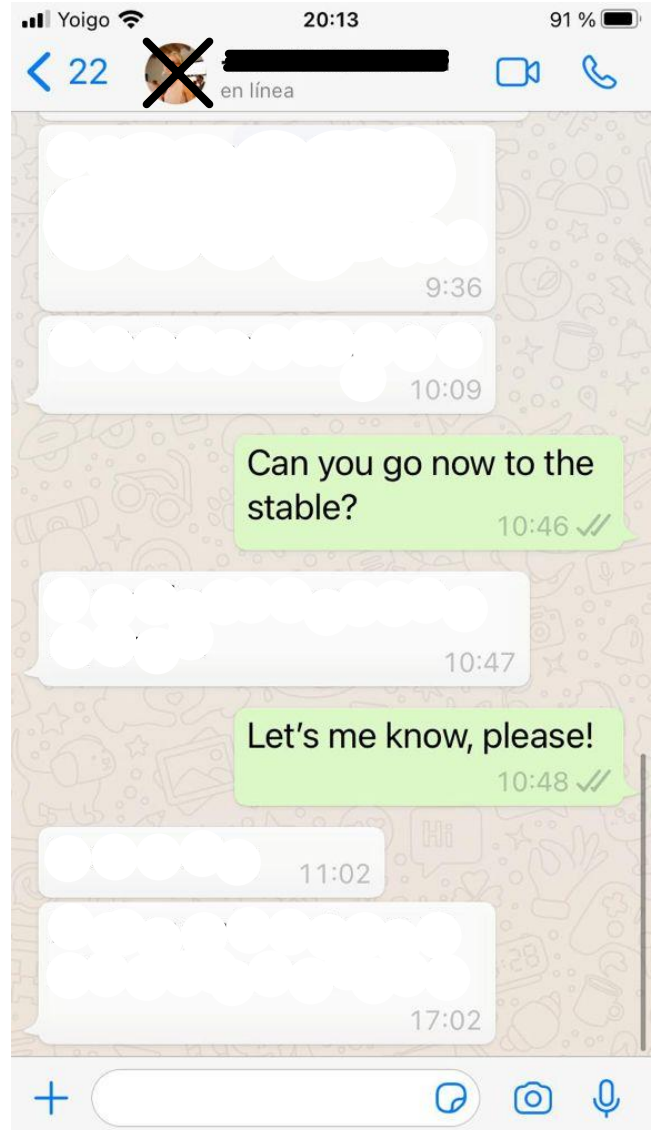 Yoigo 20:13 91 %
22
en línea
9:36
10:09
Can you go now to the
stable?
10:46
10:47
Let's me know, please!
10:48
11:02
17:02